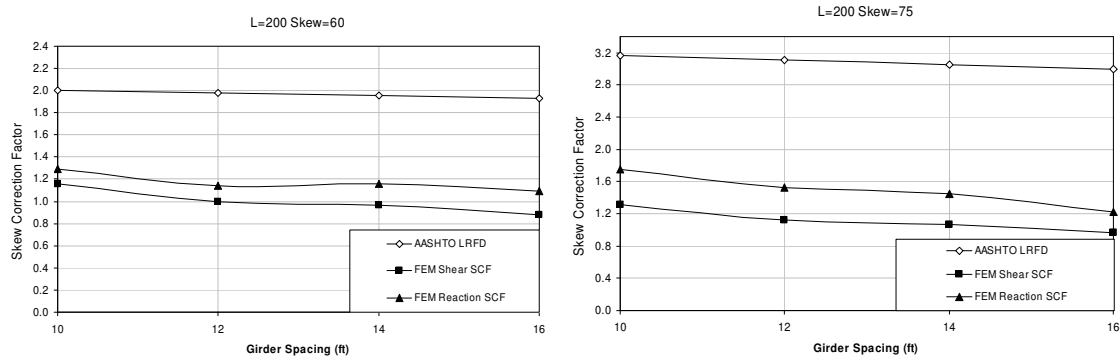 L=200 Skew=60
Skew Correction Factor
2.4
2.2
2.0
1.8
1.6
1.4
1.2
1.0
0.8
0.6
0.4
0.2
0.0
AASHTO LRFD
FEM Shear SCF
FEM Reaction SCF
10 12 14 16
Girder Spacing (ft)
L=200 Skew=75
Skew Correction Factor
3.2
2.8
2.4
2.0
1.6
1.2
0.8
0.4
0.0
AASHTO LRFD
FEM Shear SCF
FEM Reaction SCF
10 12 14 16
Girder Spacing (ft)